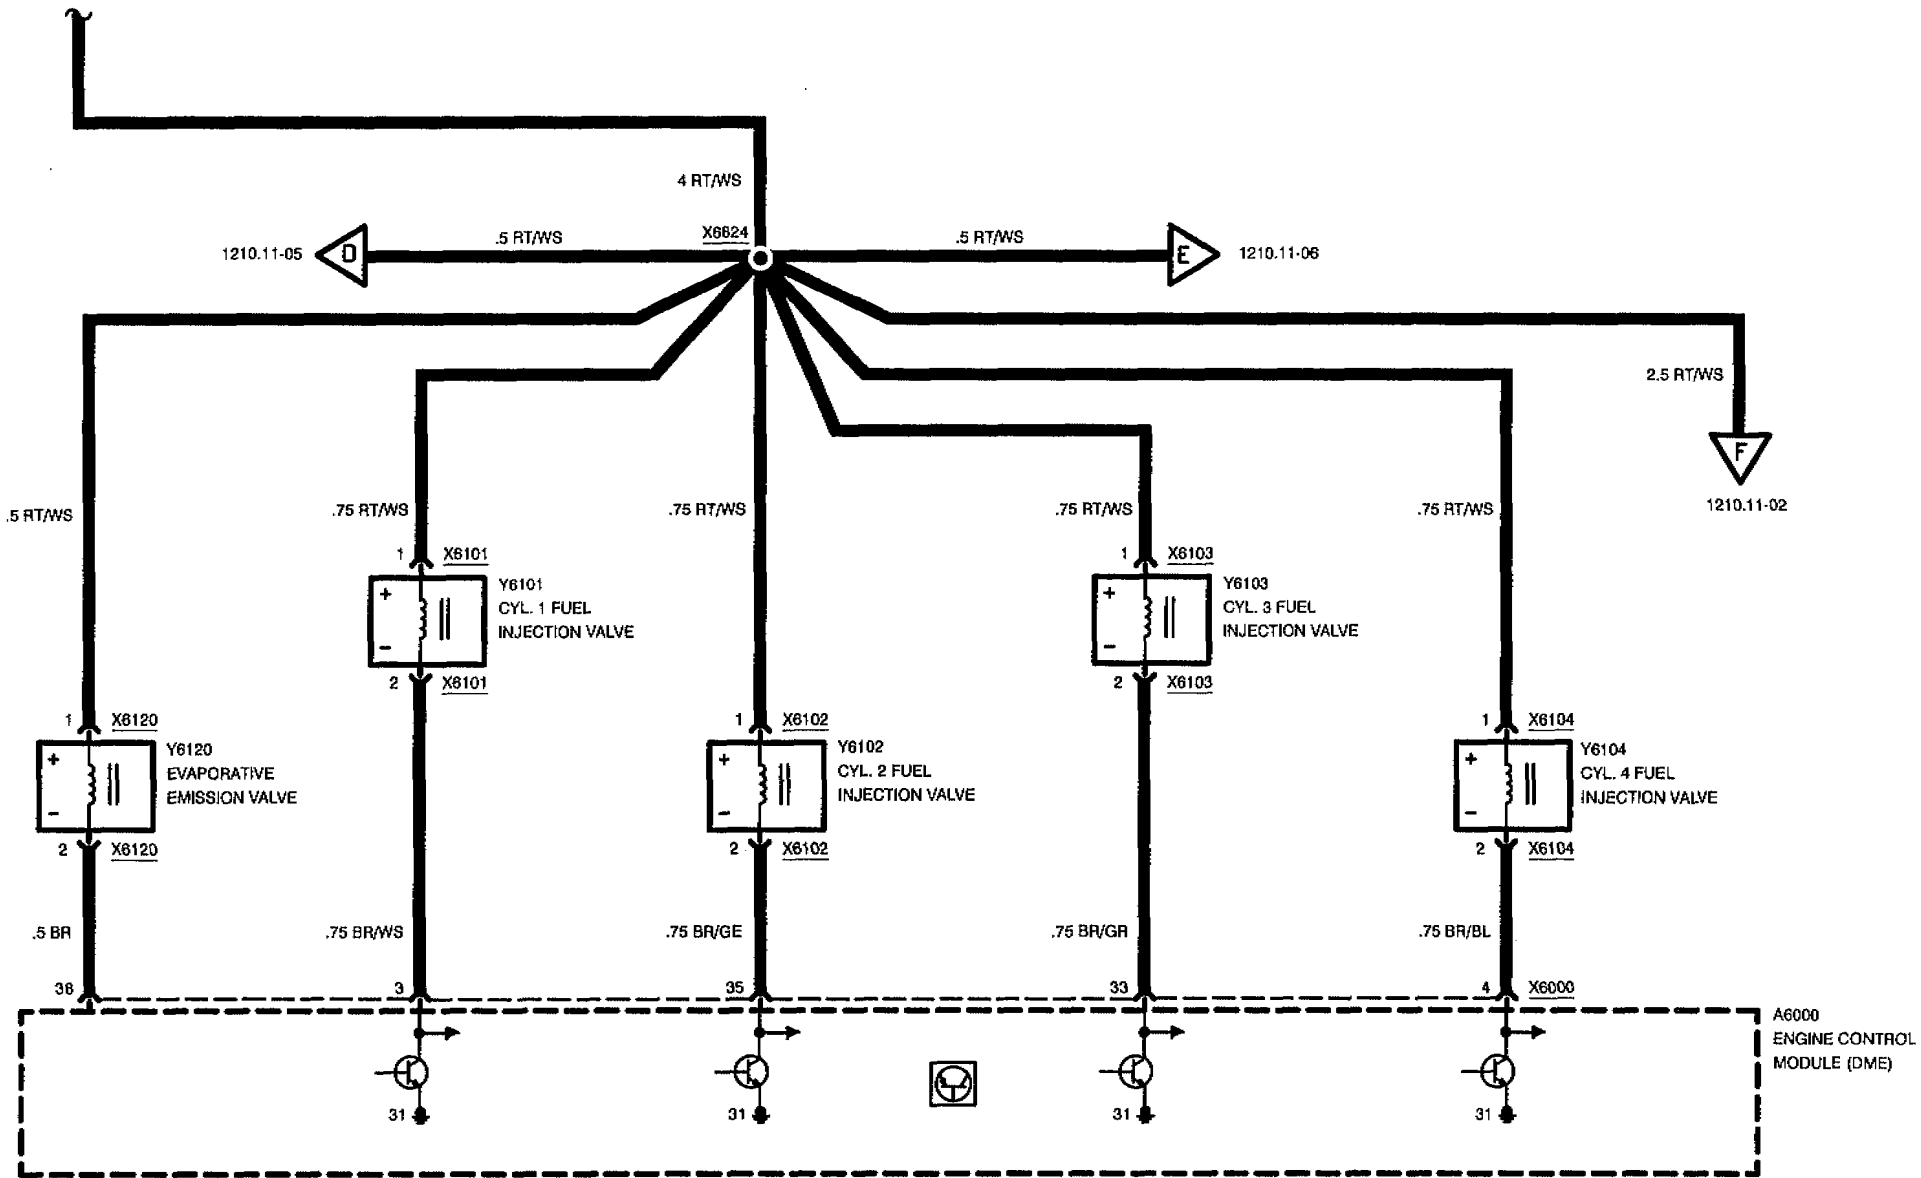 4 RT/WS
X6824
.5 RT/WS
.5 RT/WS
1210.11-05
D
E
1210.11-06
2.5 RT/WS
F
1210.11-02
.5 RT/WS
.75 RT/WS
.75 RT/WS
.75 RT/WS
.75 RT/WS
1 X6101
+
-
Y6101
CYL. 1 FUEL
INJECTION VALVE
2 X6101
1 X6103
+
-
Y6103
CYL. 3 FUEL
INJECTION VALVE
2 X6103
1 X6120
+
-
Y6120
EVAPORATIVE
EMISSION VALVE
2 X6120
1 X6102
+
-
Y6102
CYL. 2 FUEL
INJECTION VALVE
2 X6102
1 X6104
+
-
Y6104
CYL. 4 FUEL
INJECTION VALVE
2 X6104
.5 BR
.75 BR/WS
.75 BR/GE
.75 BR/GR
.75 BR/BL
3
35
33
4
X6000
A6000
ENGINE CONTROL
MODULE (DME)
31
31
31
31